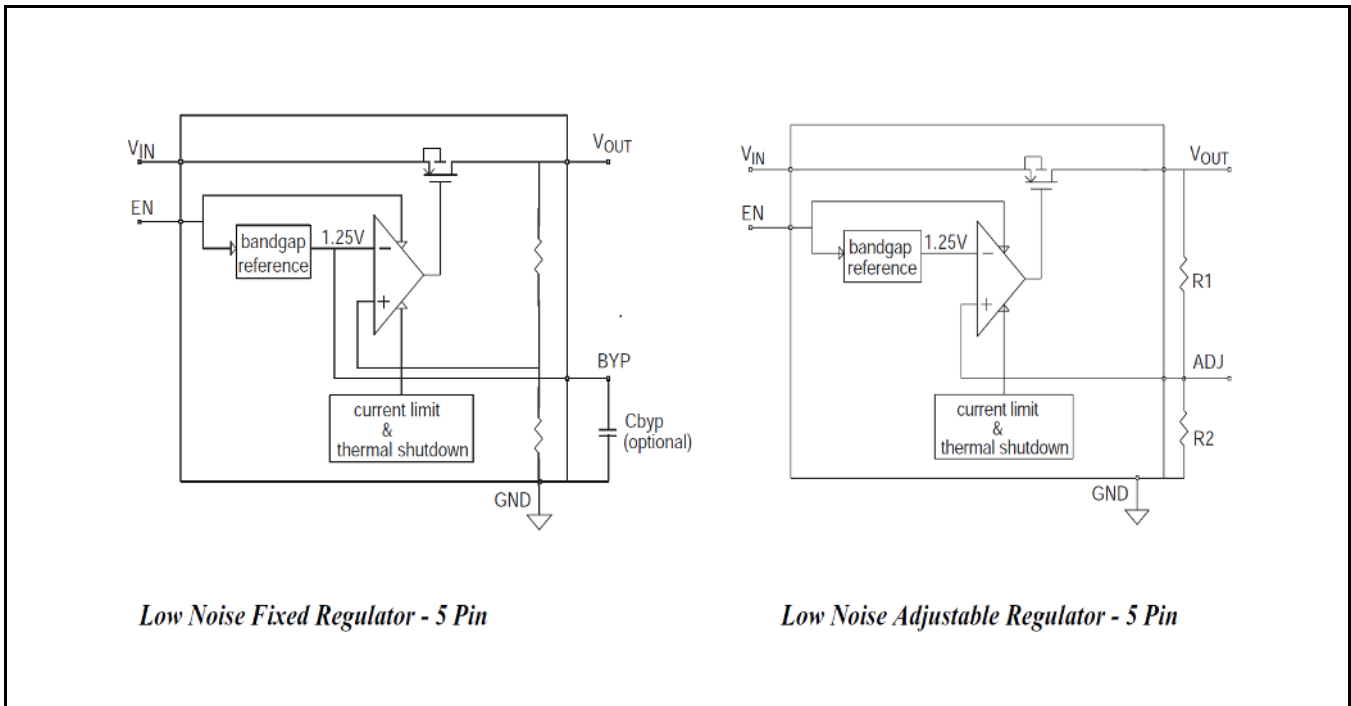 VIN
VOUT
EN
bandgap
reference
1.25V
−
+
BYP
current limit
&
thermal shutdown
Cbyp
(optional)
GND
Low Noise Fixed Regulator - 5 Pin
VIN
VOUT
EN
bandgap
reference
1.25V
−
+
R1
ADJ
current limit
&
thermal shutdown
R2
GND
Low Noise Adjustable Regulator - 5 Pin